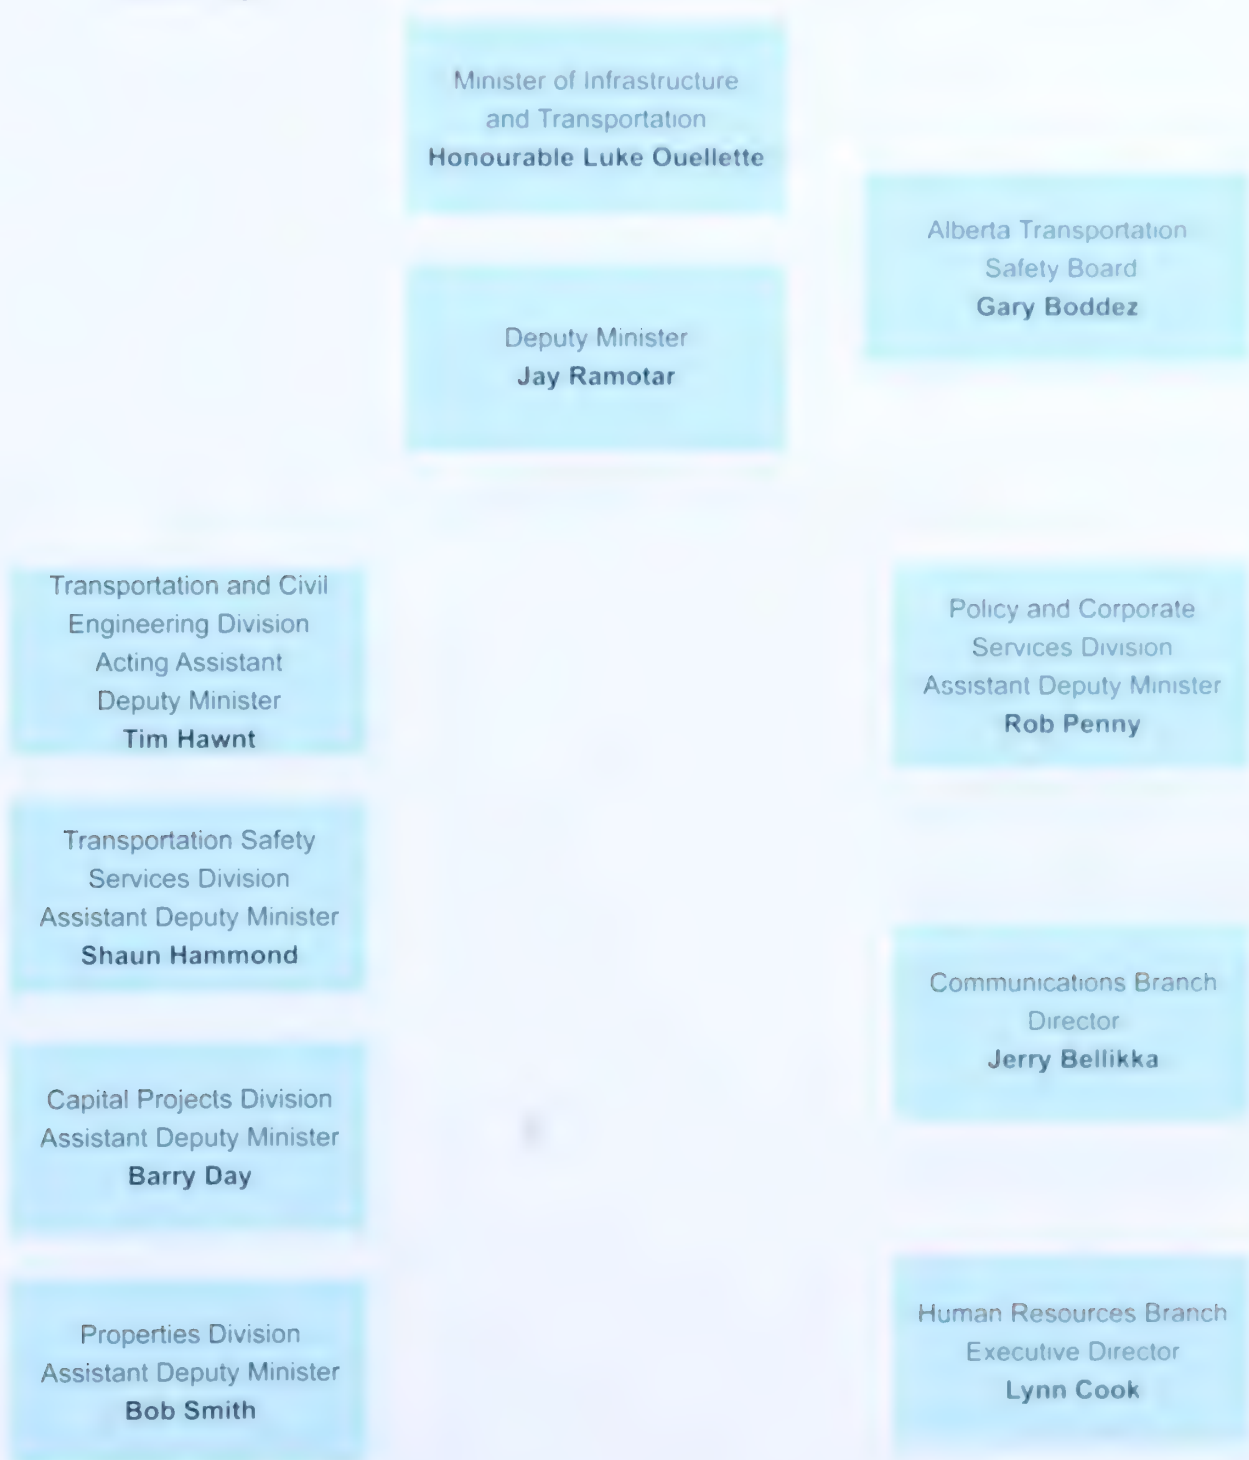 Minister of Infrastructure
and Transportation
Honourable Luke Ouellette
Alberta Transportation
Safety Board
Gary Boddez
Deputy Minister
Jay Ramotar
Transportation and Civil
Engineering Division
Acting Assistant
Deputy Minister
Tim Hawnt
Policy and Corporate
Services Division
Assistant Deputy Minister
Rob Penny
Transportation Safety
Services Division
Assistant Deputy Minister
Shaun Hammond
Communications Branch
Director
Jerry Bellikka
Capital Projects Division
Assistant Deputy Minister
Barry Day
Human Resources Branch
Executive Director
Lynn Cook
Properties Division
Assistant Deputy Minister
Bob Smith